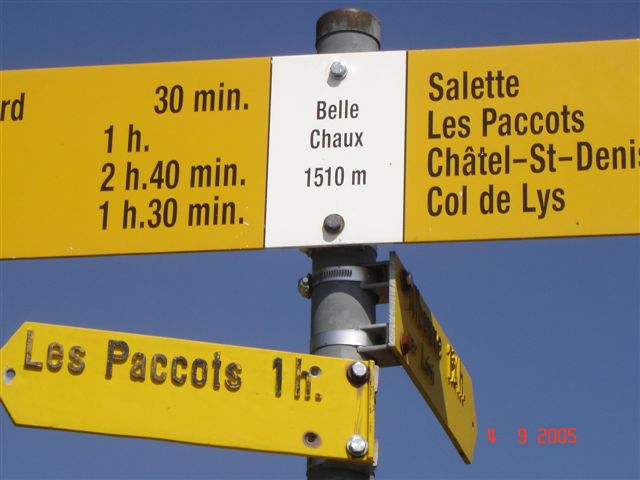 rd 30 min.
1 h.
2 h.40 min.
1 h.30 min.
Belle
Chaux
1510 m
Salette
Les Paccots
Châtel-St-Denis
Col de Lys
Les Paccots 1h.
4 9 2005